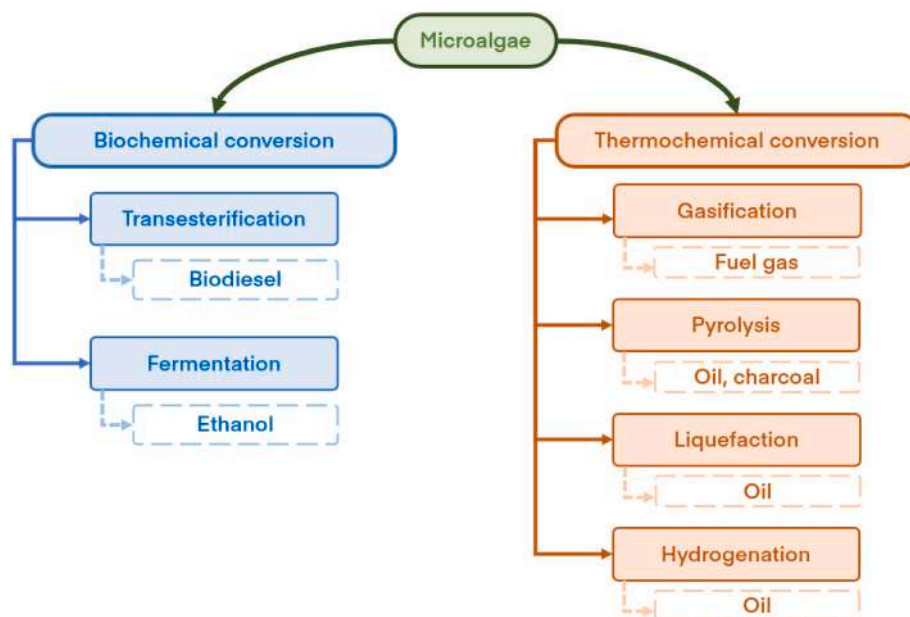 Microalgae
Biochemical conversion
Transesterification
Biodiesel
Fermentation
Ethanol
Thermochemical conversion
Gasification
Fuel gas
Pyrolysis
Oil, charcoal
Liquefaction
Oil
Hydrogenation
Oil